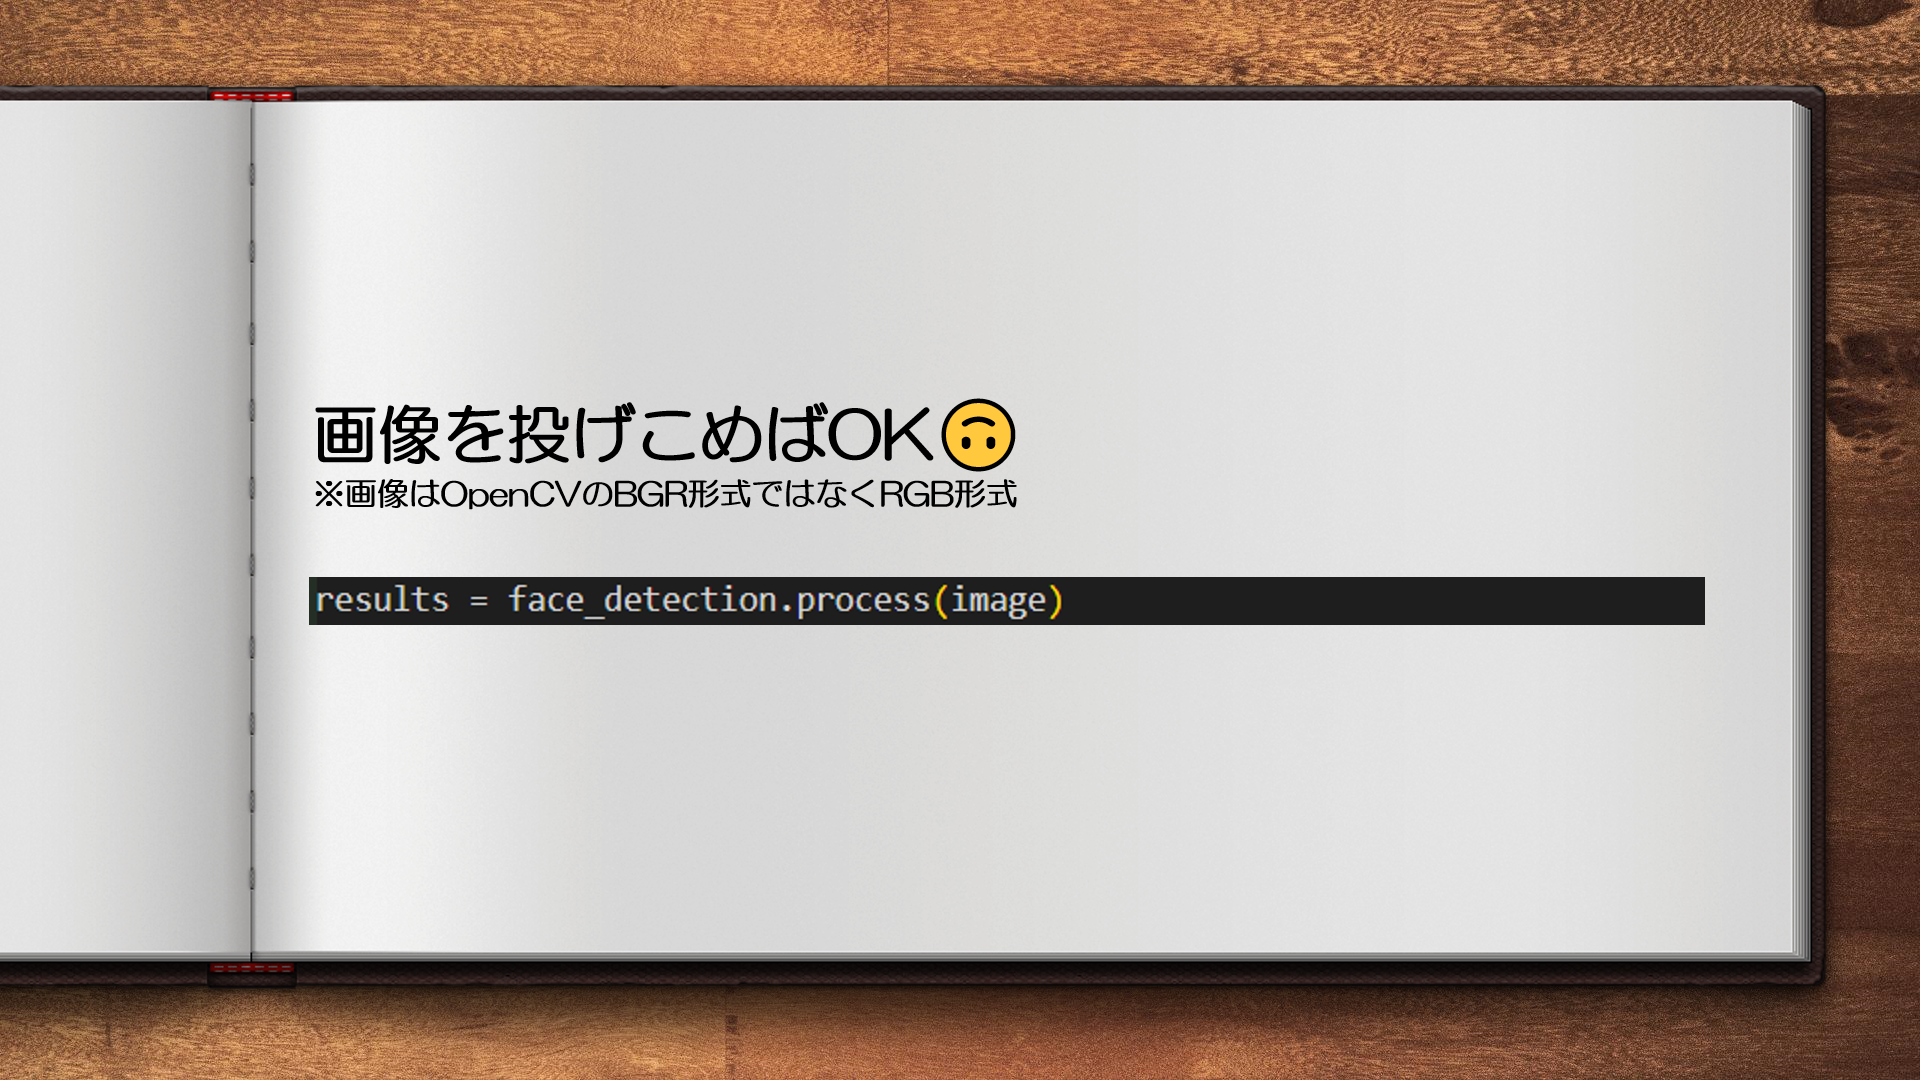 画像を投げこめばOK🙃
※画像はOpenCVのBGR形式ではなくRGB形式
results = face_detection.process(image)